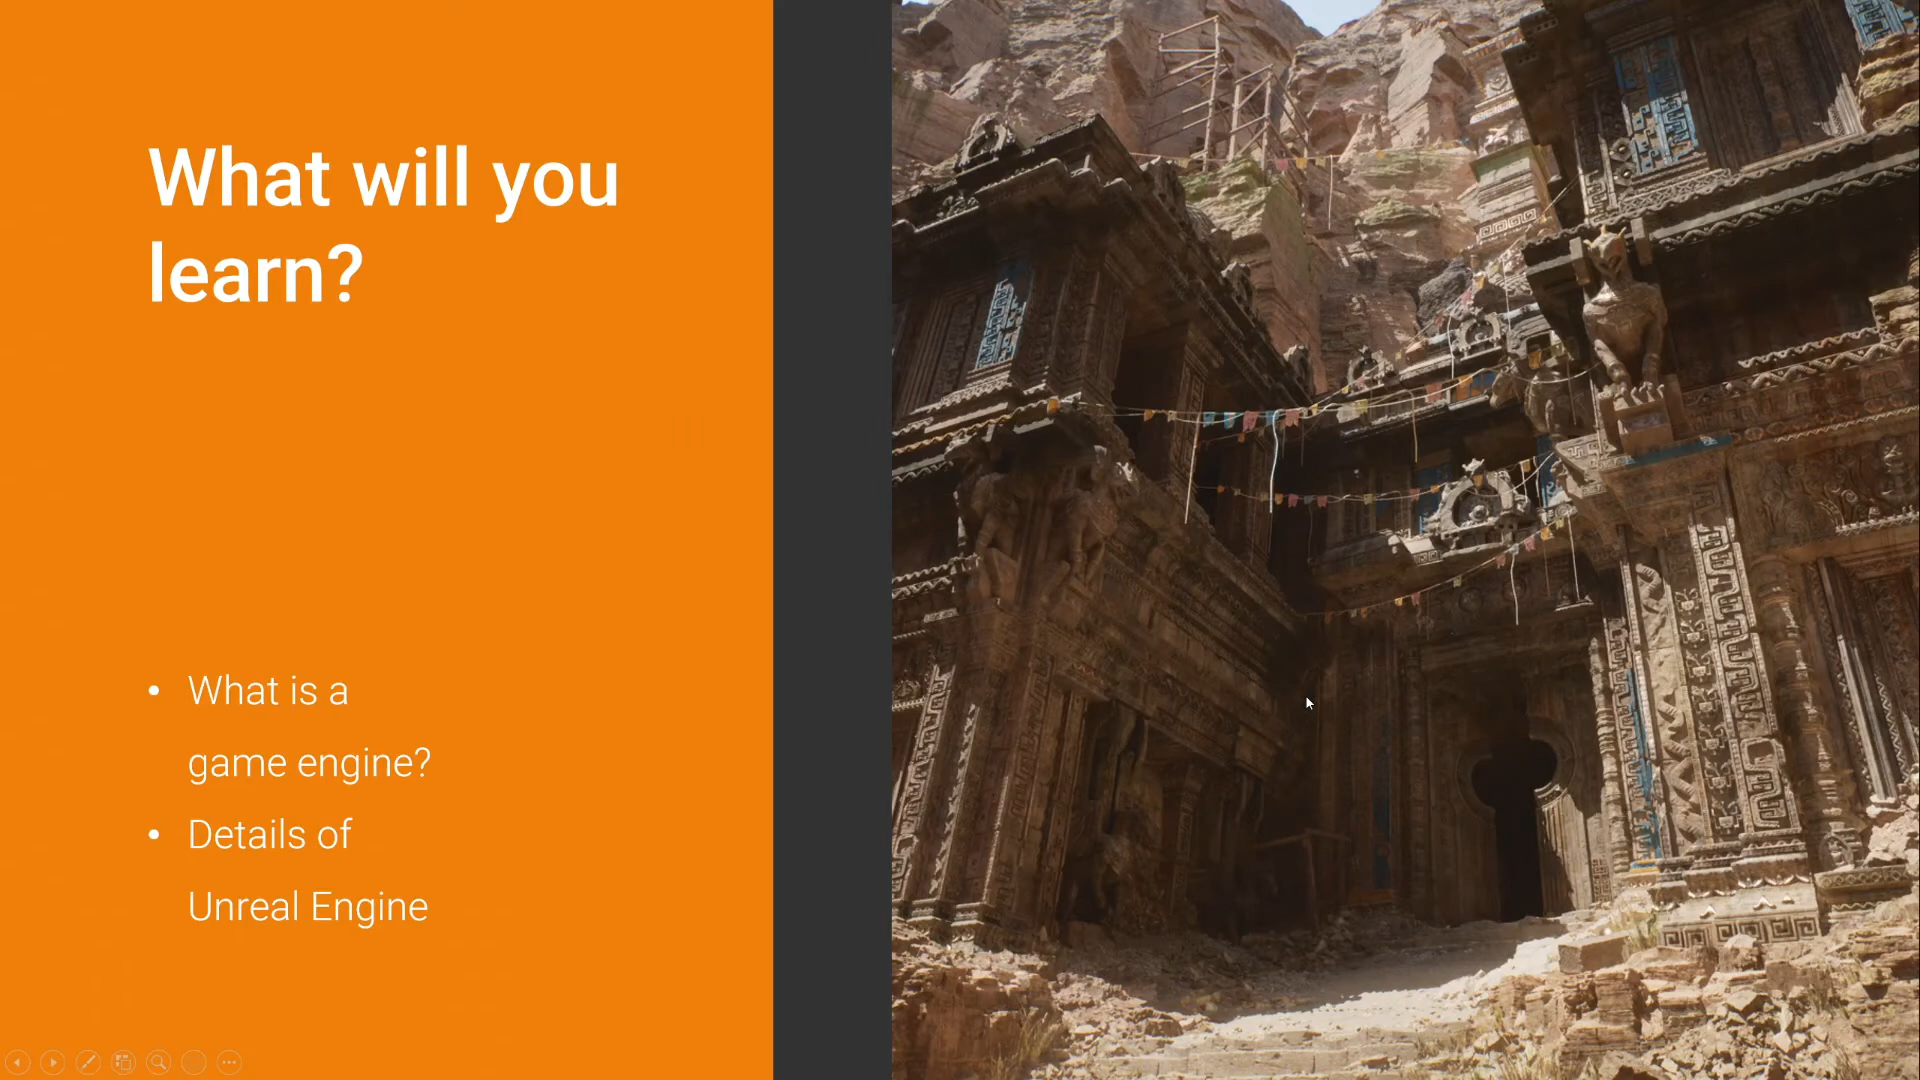 What will you
learn?
• What is a
game engine?
• Details of
Unreal Engine